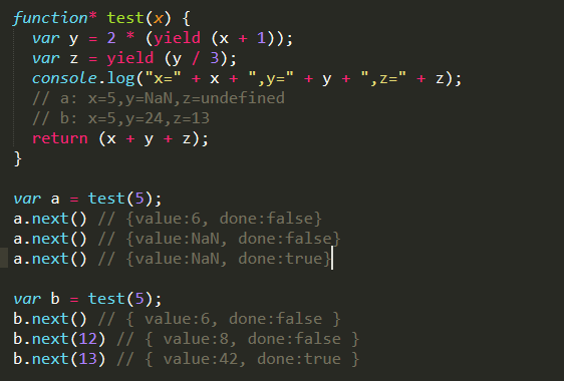 function* test(x) {
  var y = 2 * (yield (x + 1));
  var z = yield (y / 3);
  console.log("x=" + x + ",y=" + y + ",z=" + z);
  // a: x=5,y=NaN,z=undefined
  // b: x=5,y=24,z=13
  return (x + y + z);
}
var a = test(5);
a.next() // {value:6, done:false}
a.next() // {value:NaN, done:false}
a.next() // {value:NaN, done:true}
var b = test(5);
b.next() // { value:6, done:false }
b.next(12) // { value:8, done:false }
b.next(13) // { value:42, done:true }